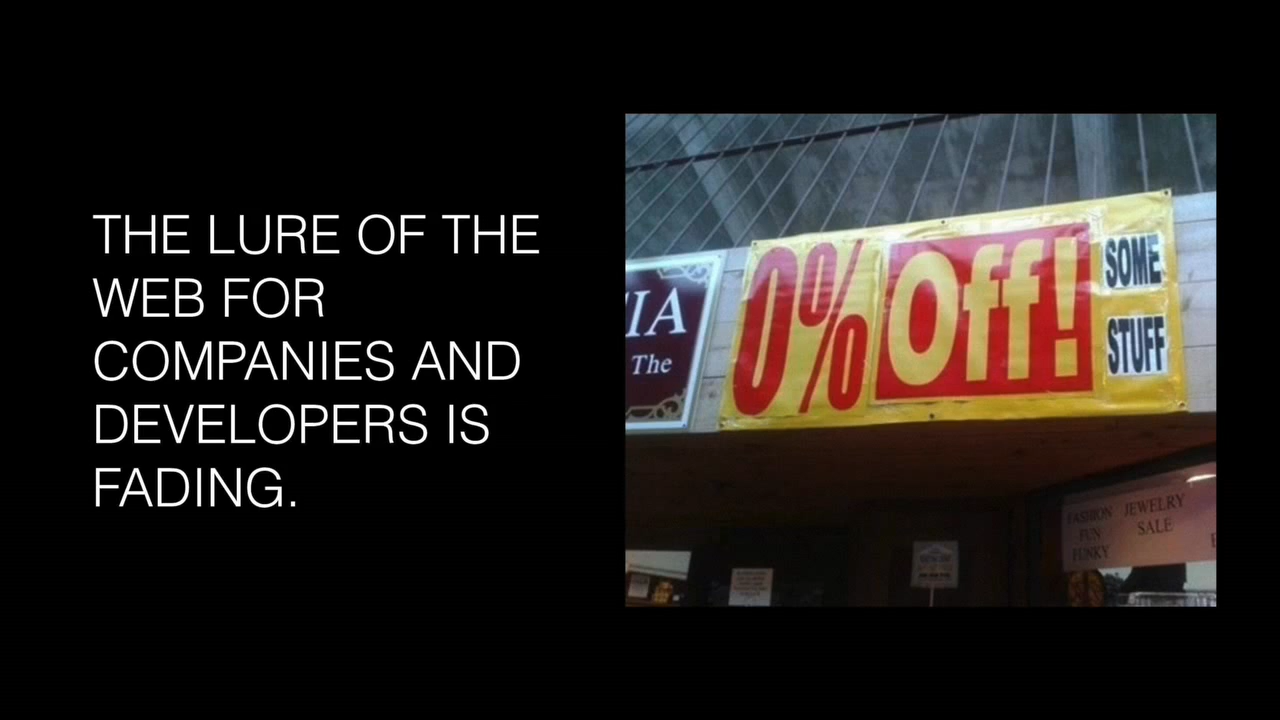 THE LURE OF THE
WEB FOR
COMPANIES AND
DEVELOPERS IS
FADING.
IA
The
0% Off!
SOME
STUFF
FASHION JEWELRY
FUN SALE
FUNKY